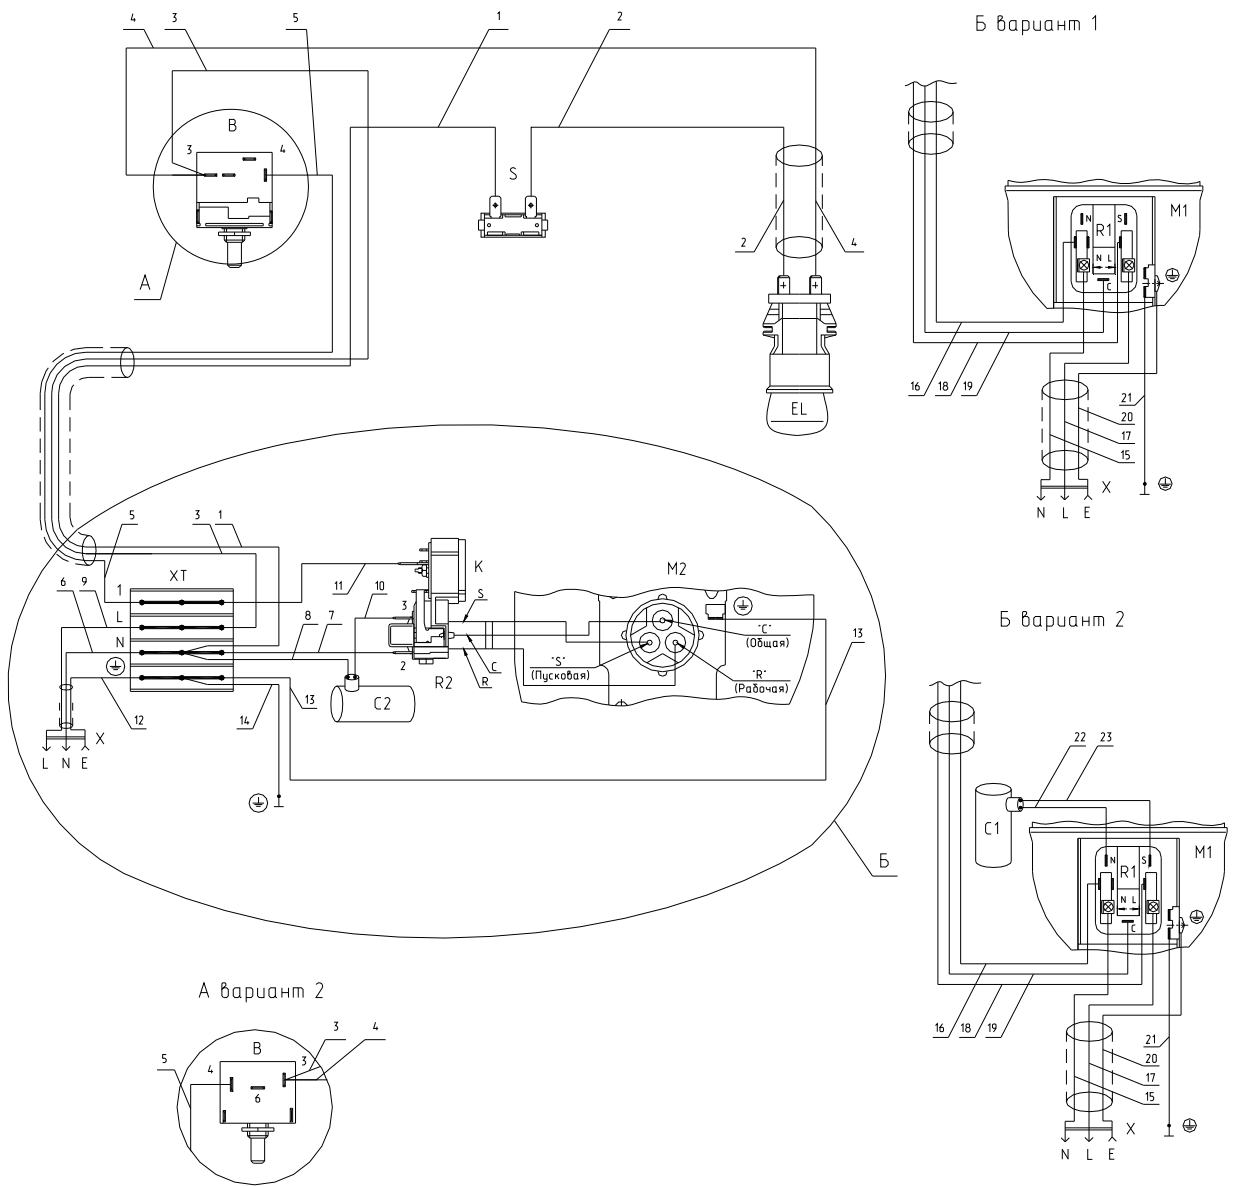 4 3 5 1 2
Б вариант 1
B
3 4
S
А
2 4
EL
M1
N S
R1
N L
C
16 18 19
21
20
17
15
X
N L E
5 3 1
XT
6 9
1
L
N
11
K
10
3
S
8 7
2
C
R
R2
C2
M2
"С"
(Общая)
"S"
(Пусковая)
"R"
(Рабочая)
13
12 14 13
X
L N E
Б
Б вариант 2
22 23
C1
M1
N S
R1
N L
C
16 18 19
21
20
17
15
X
N L E
А вариант 2
3 4
5
B
4 3
6